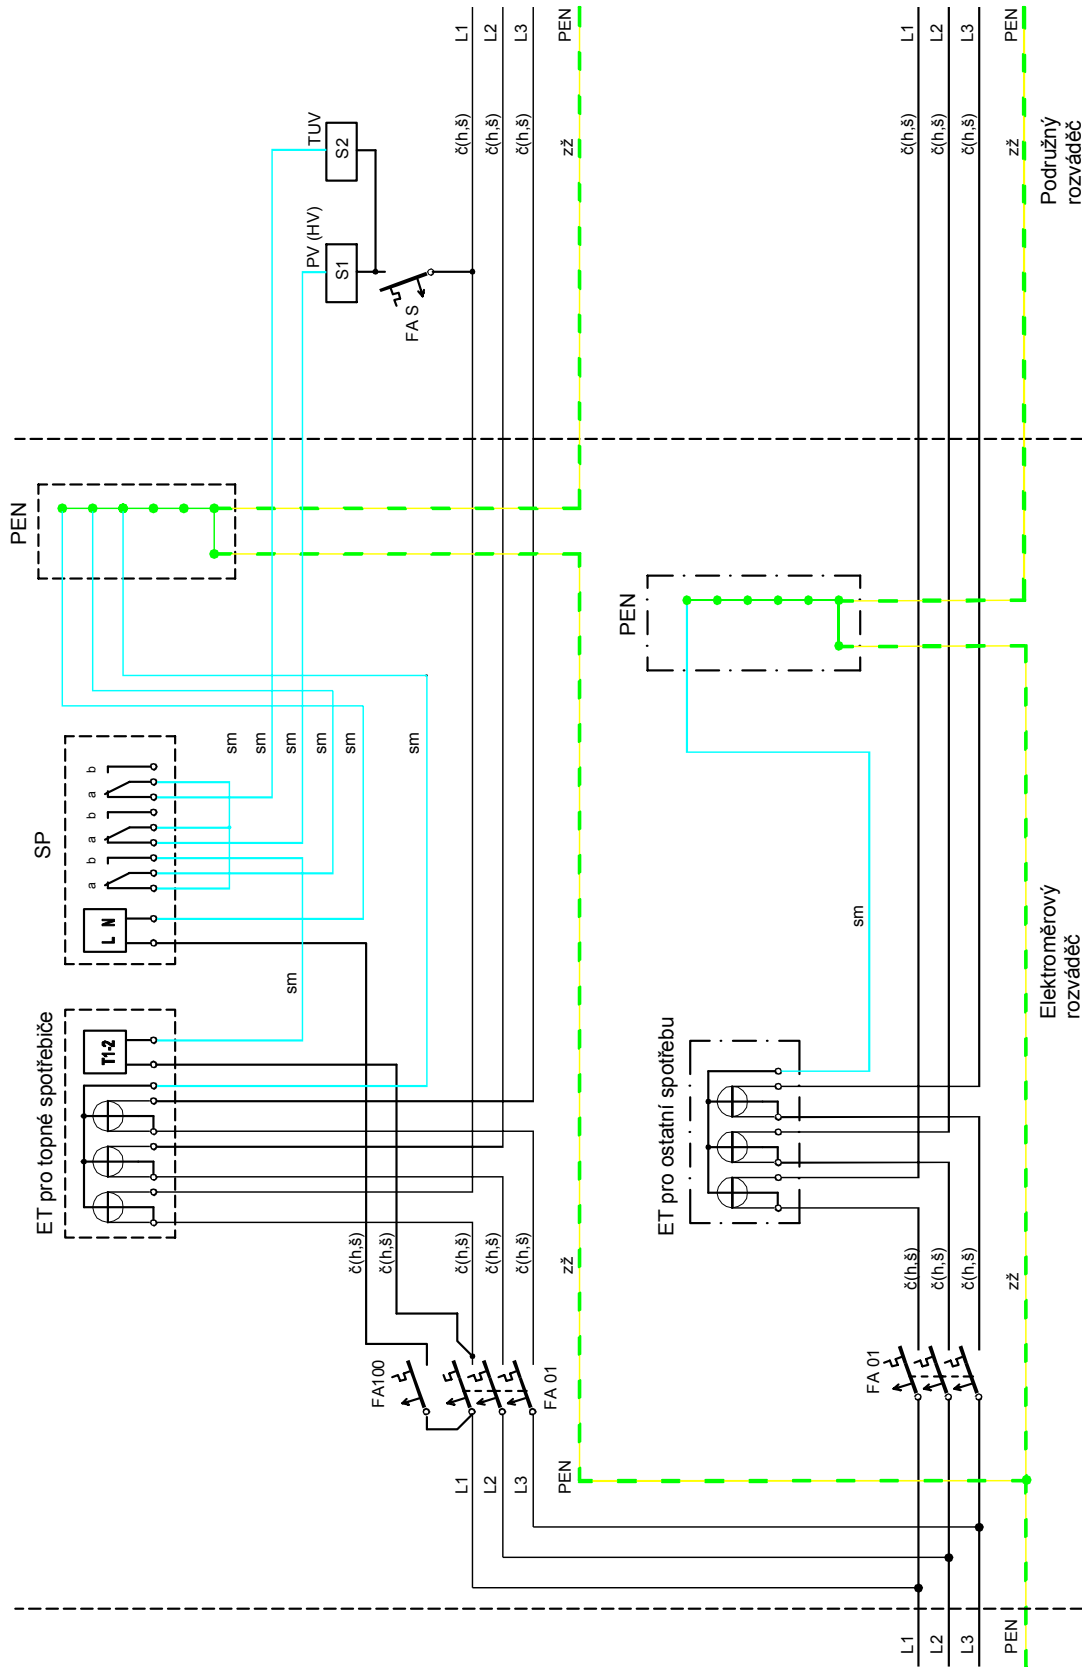 L1
L2
L3
PEN
L1
L2
L3
PEN
č(h,š)
č(h,š)
č(h,š)
zž
č(h,š)
č(h,š)
č(h,š)
zž
Podružný
rozváděč
TUV
S2
PV (HV)
S1
FA S
PEN
PEN
SP
a
b
a
b
a
b
L N
sm
sm
sm
sm
sm
sm
sm
sm
Elektroměrový
rozváděč
ET pro topné spotřebiče
T1-2
ET pro ostatní spotřebu
č(h,š)
č(h,š)
č(h,š)
č(h,š)
č(h,š)
zž
č(h,š)
č(h,š)
č(h,š)
zž
FA100
FA 01
FA 01
L1
L2
L3
PEN
L1
L2
L3
PEN